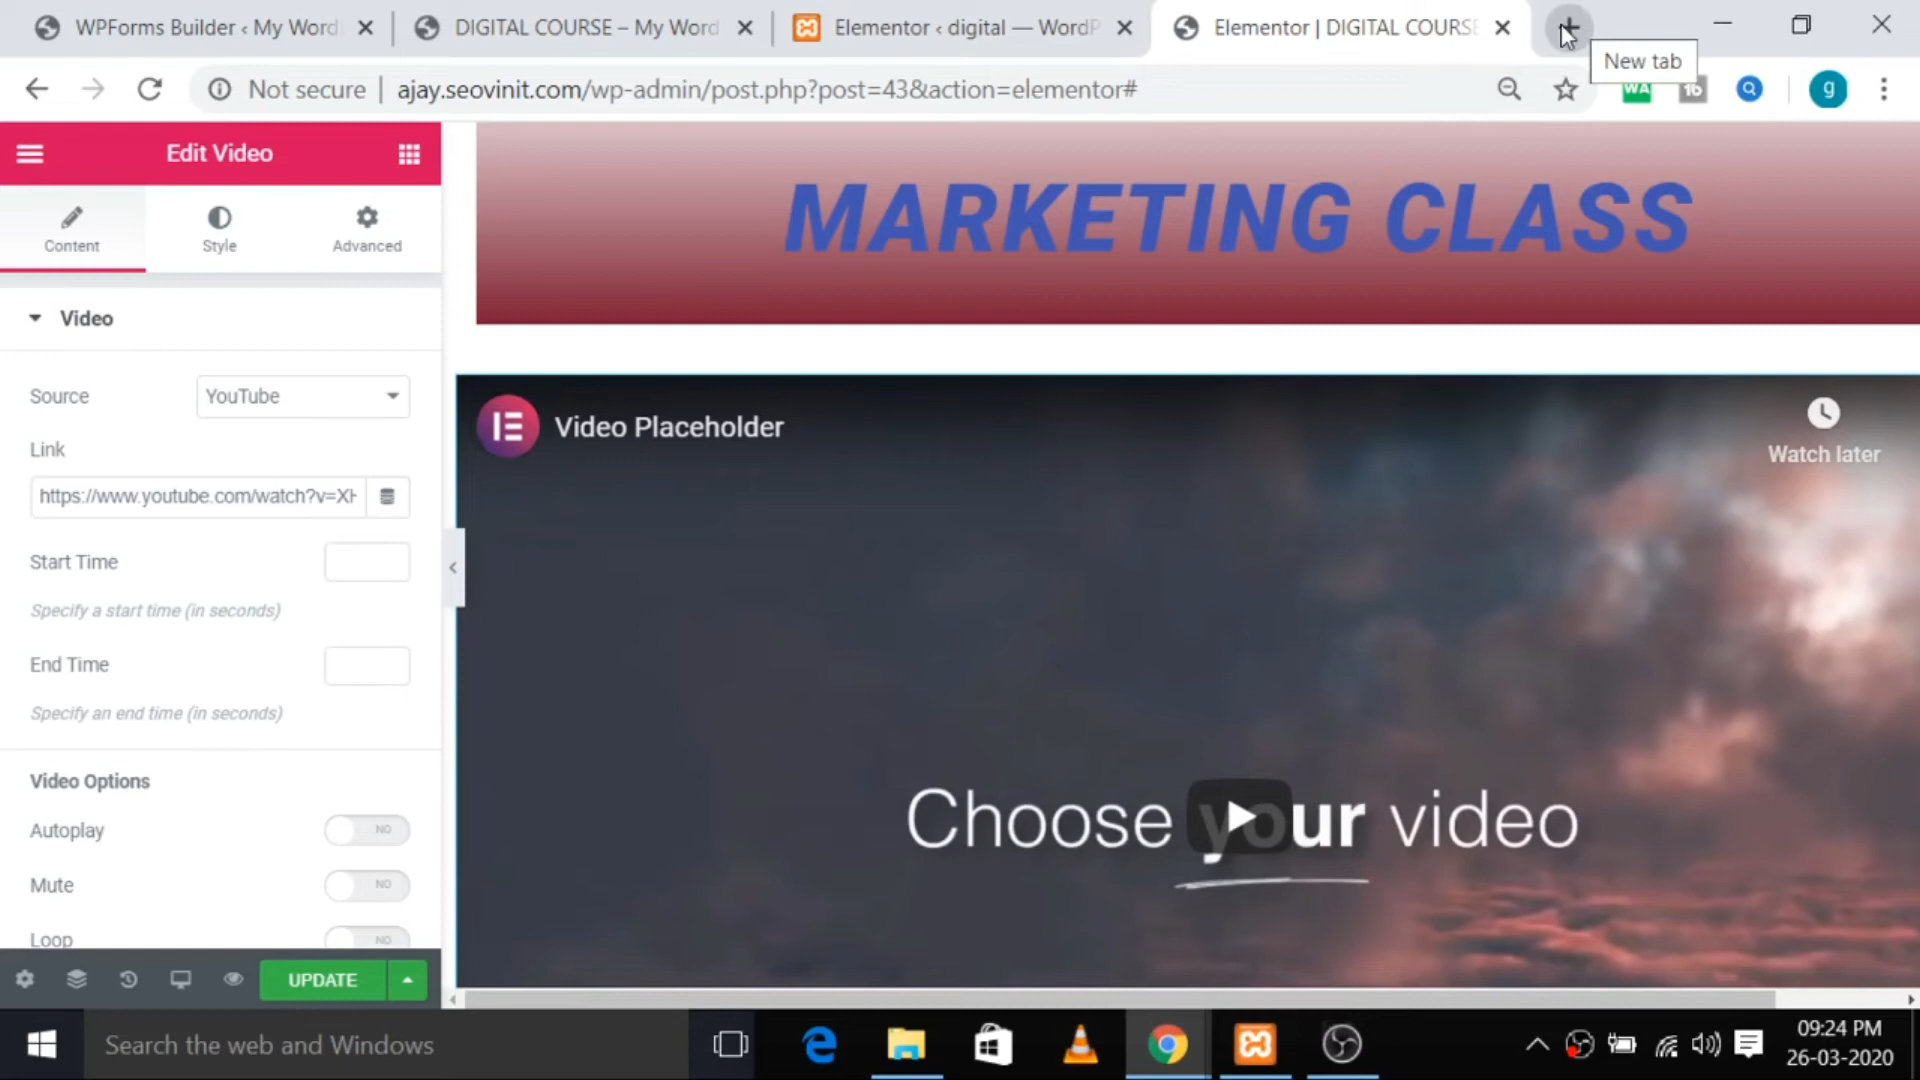 WPForms Builder ‹ My Word
DIGITAL COURSE – My Word
Elementor ‹ digital — WordP
Elementor | DIGITAL COURSE
New tab
Not secure | ajay.seovinit.com/wp-admin/post.php?post=43&action=elementor#
WA
16
g
Edit Video
Content
Style
Advanced
MARKETING CLASS
Video
Source
YouTube
Link
https://www.youtube.com/watch?v=XH
Start Time
Specify a start time (in seconds)
End Time
Specify an end time (in seconds)
Video Options
Autoplay
NO
Mute
NO
Loop
NO
UPDATE
Video Placeholder
Watch later
Choose your video
Search the web and Windows
09:24 PM
26-03-2020